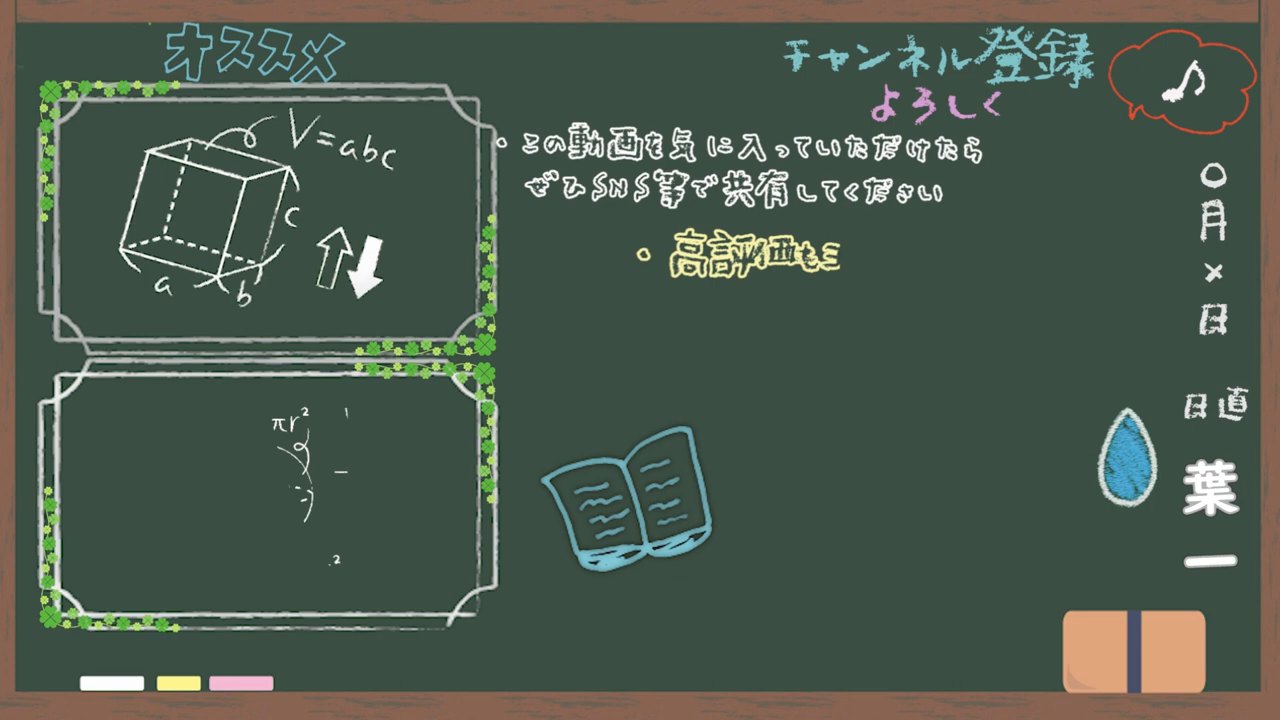 オススメ
チャンネル登録
よろしく
・この動画を気に入っていただけたら
ぜひSNS等で共有してください
・高評価も
V=abc
c
a
b
πr²
2
〇月×日
日直
葉一